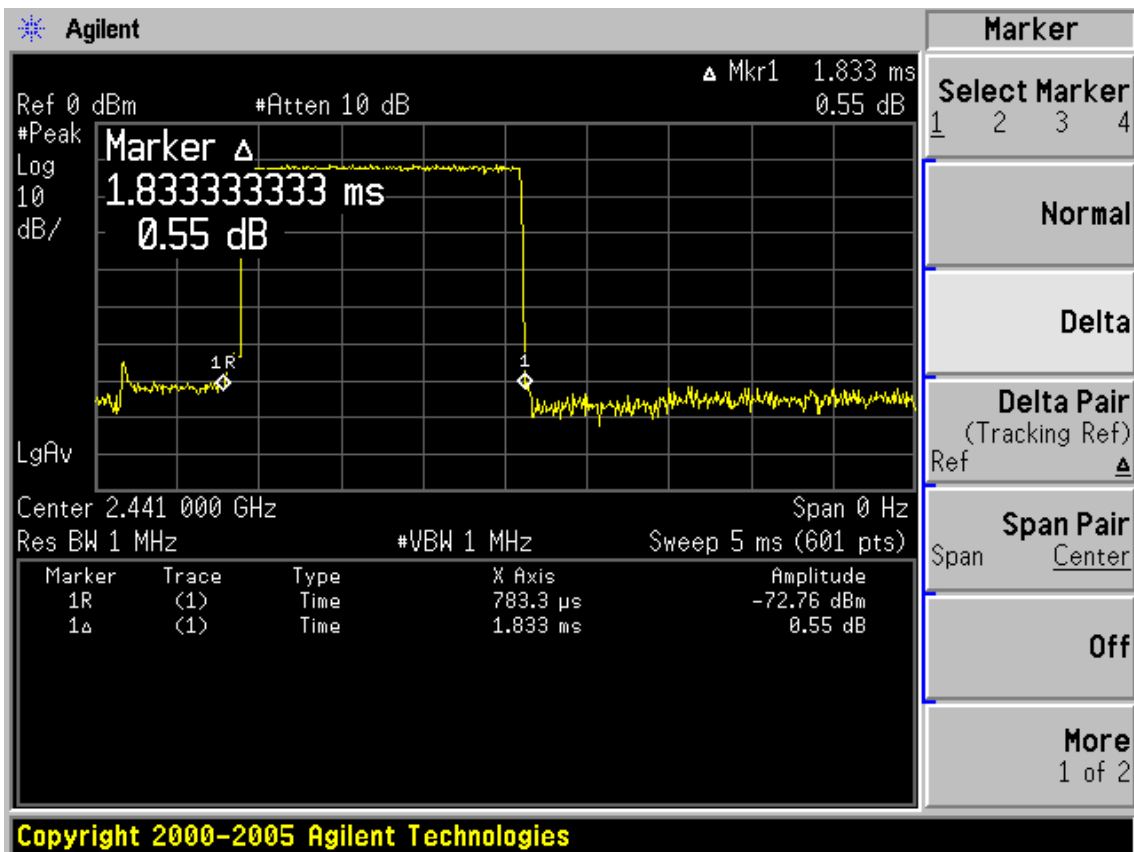 Agilent
Marker
Δ Mkr1 1.833 ms
Ref 0 dBm #Atten 10 dB 0.55 dB
#Peak
Log
10
dB/
Marker Δ
1.833333333 ms
0.55 dB
1R
1
LgAv
Center 2.441 000 GHz Span 0 Hz
Res BW 1 MHz #VBW 1 MHz Sweep 5 ms (601 pts)
Marker Trace Type X Axis Amplitude
1R (1) Time 783.3 µs -72.76 dBm
1Δ (1) Time 1.833 ms 0.55 dB
Select Marker
1 2 3 4
Normal
Delta
Delta Pair
(Tracking Ref)
Ref Δ
Span Pair
Span Center
Off
More
1 of 2
Copyright 2000-2005 Agilent Technologies